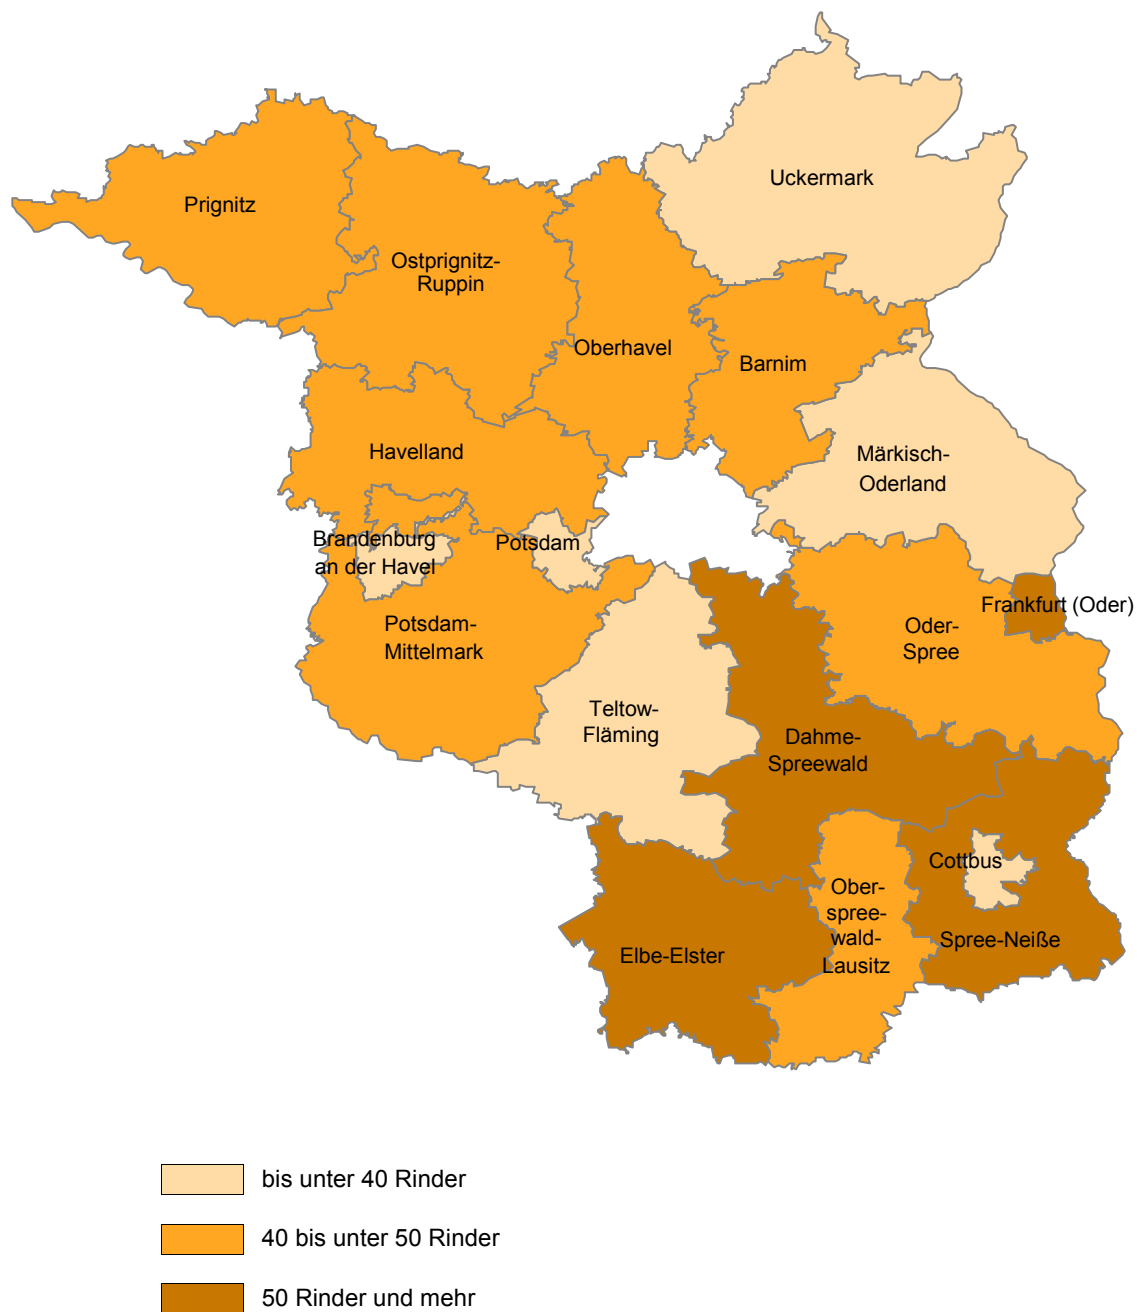 Uckermark
Prignitz
Ostprignitz-
Ruppin
Oberhavel
Barnim
Havelland
Märkisch-
Oderland
Brandenburg
an der Havel
Potsdam
Frankfurt (Oder)
Potsdam-
Mittelmark
Oder-
Spree
Teltow-
Fläming
Dahme-
Spreewald
Cottbus
Ober-
spree-
wald-
Lausitz
Spree-Neiße
Elbe-Elster
bis unter 40 Rinder
40 bis unter 50 Rinder
50 Rinder und mehr